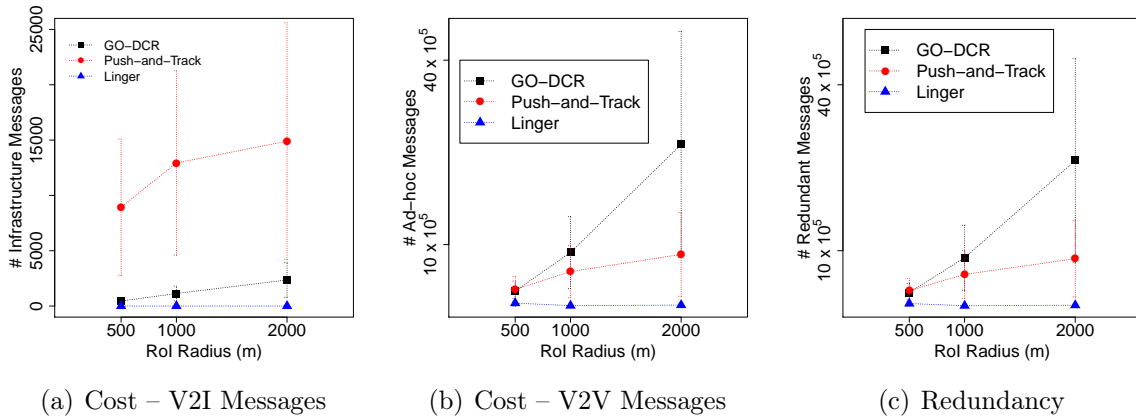 # Infrastructure Messages
25000
15000
5000
0
GO−DCR
Push−and−Track
Linger
500
1000
2000
RoI Radius (m)
(a) Cost – V2I Messages
# Ad−hoc Messages
40 x 10^5
10 x 10^5
GO−DCR
Push−and−Track
Linger
500
1000
2000
RoI Radius (m)
(b) Cost – V2V Messages
# Redundant Messages
40 x 10^5
10 x 10^5
GO−DCR
Push−and−Track
Linger
500
1000
2000
RoI Radius (m)
(c) Redundancy